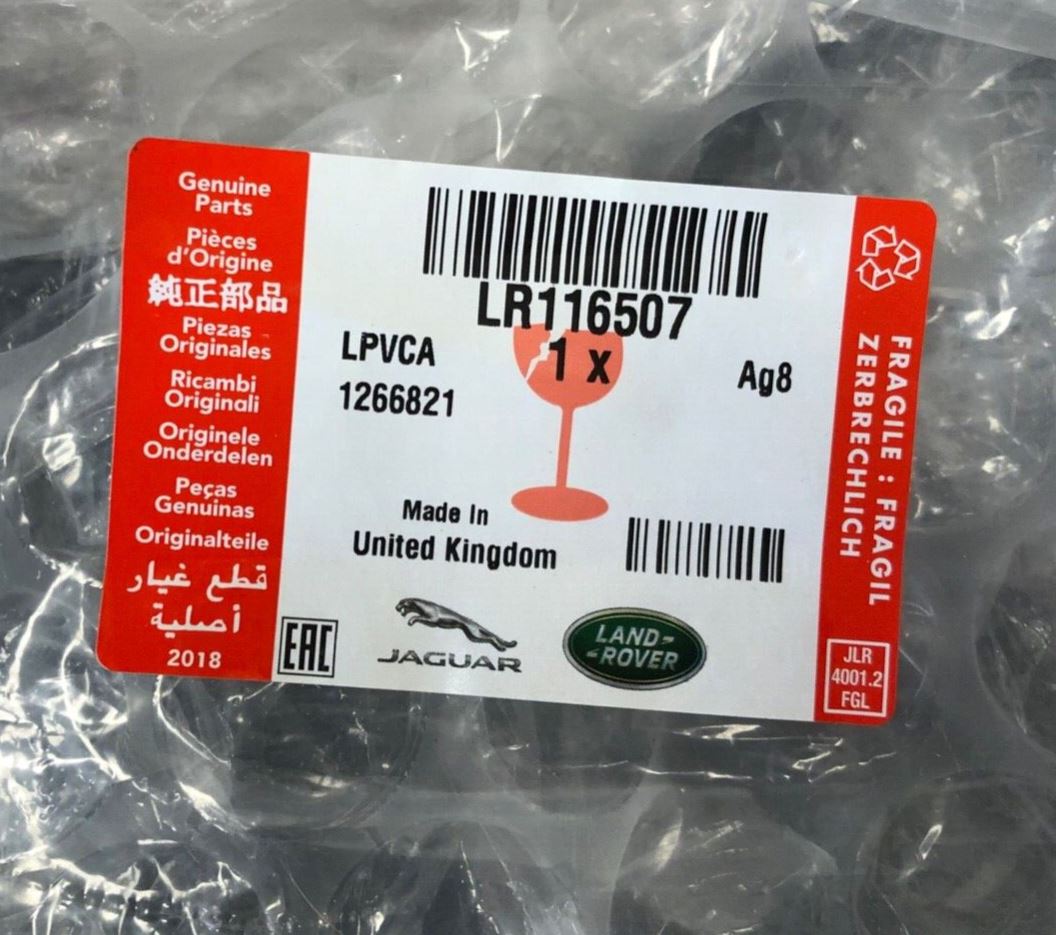 Genuine
Parts
Pièces
d'Origine
純正部品
Piezas
Originales
Ricambi
Originali
Originele
Onderdelen
Peças
Genuinas
Originalteile
قطع غيار
أصلية
2018
LR116507
1 x
LPVCA
1266821
Ag8
Made In
United Kingdom
EAC
JAGUAR
LAND-
-ROVER
FRAGILE : FRAGIL
ZERBRECHLICH
JLR
4001.2
FGL